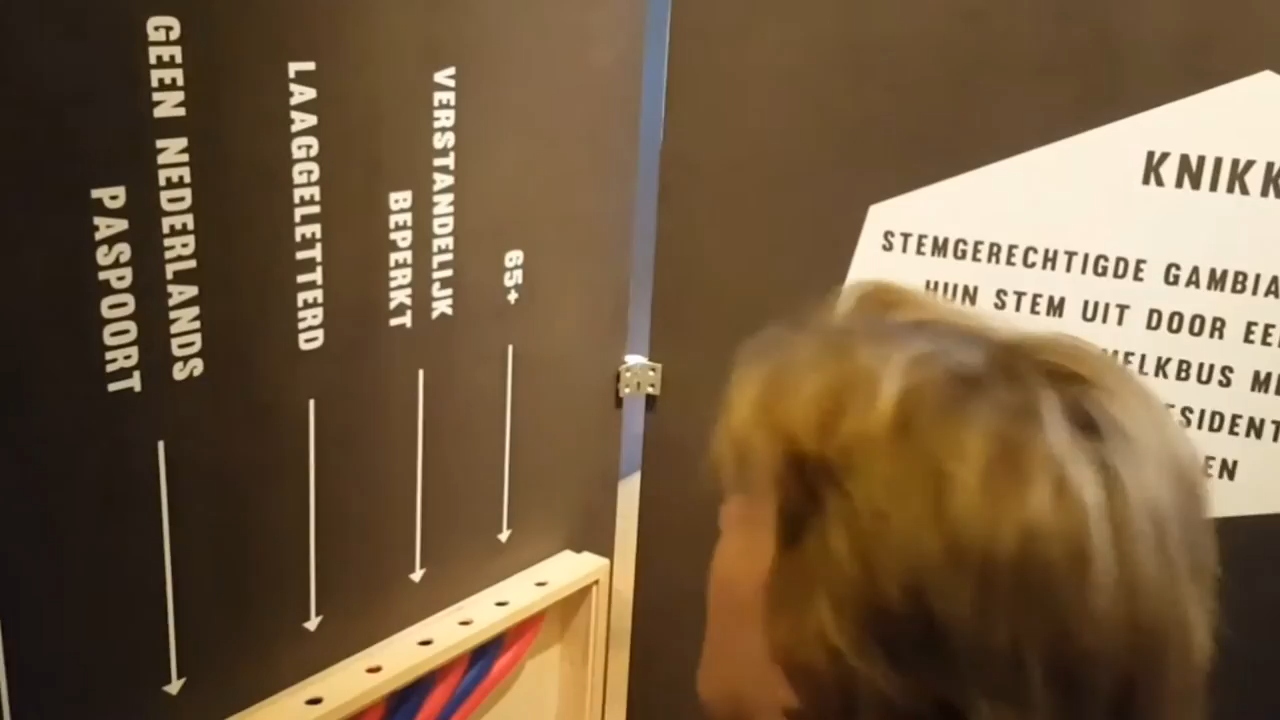 GEEN NEDERLANDS
PASPOORT
LAAGGELETTERD
VERSTANDELIJK
BEPERKT
65+
KNIKK
STEMGERECHTIGDE GAMBIA
HUN STEM UIT DOOR EE
MELKBUS M
SIDENT
EN